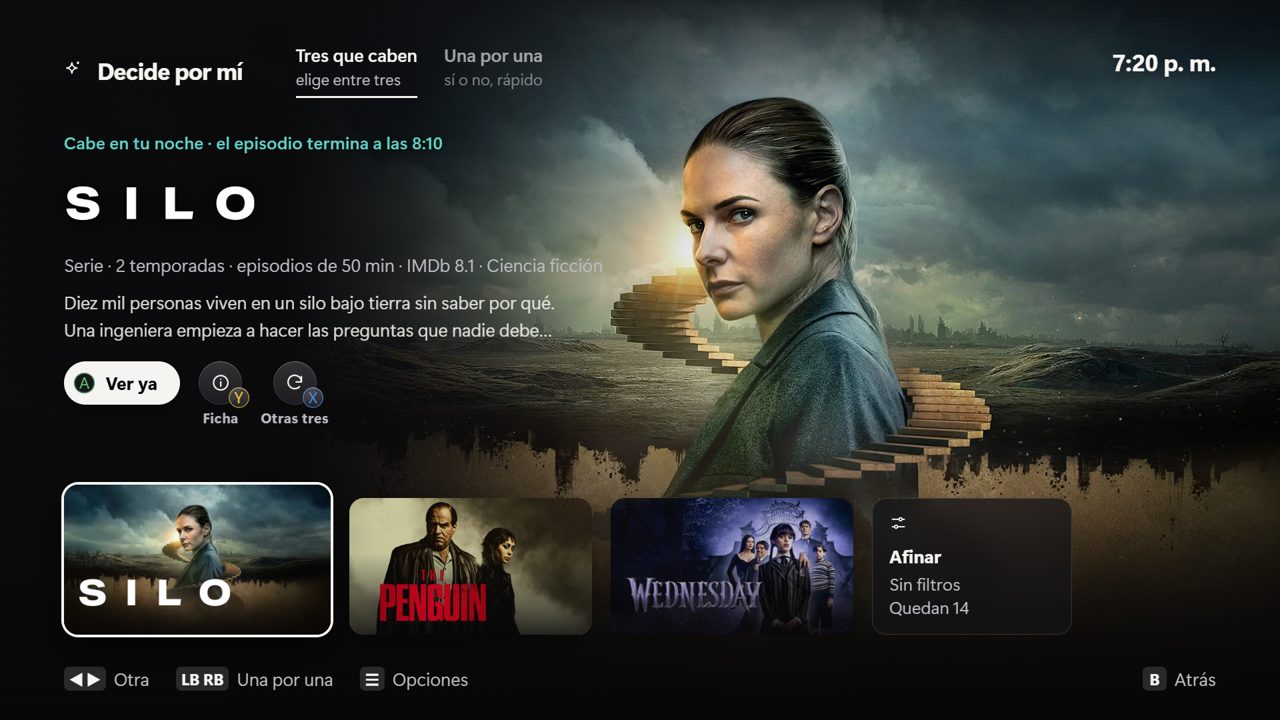 Decide por mí
Tres que caben
elige entre tres
Una por una
sí o no, rápido
7:20 p. m.
Cabe en tu noche · el episodio termina a las 8:10
SILO
Serie · 2 temporadas · episodios de 50 min · IMDb 8.1 · Ciencia ficción
Diez mil personas viven en un silo bajo tierra sin saber por qué.
Una ingeniera empieza a hacer las preguntas que nadie debe...
A Ver ya
Y
Ficha
X
Otras tres
SILO
THE
PENGUIN
WEDNESDAY
Afinar
Sin filtros
Quedan 14
Otra
LB RB Una por una
Opciones
B Atrás